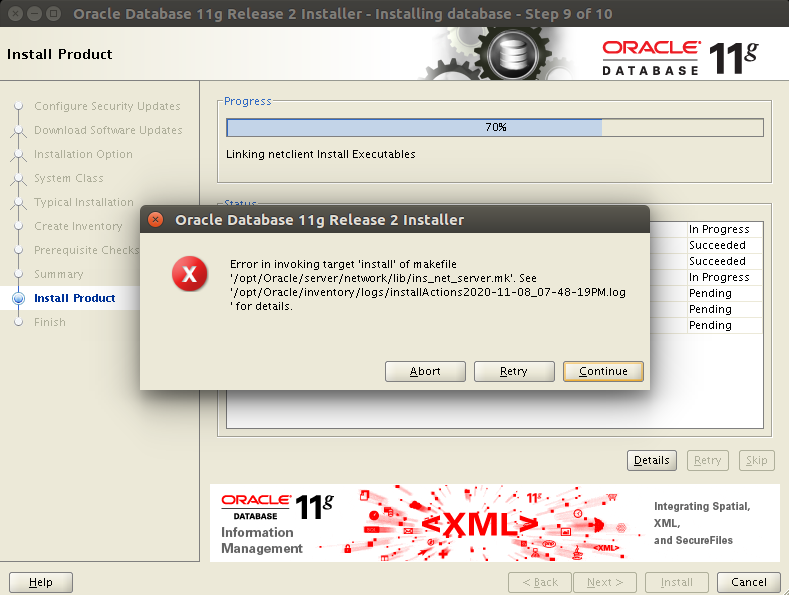 Oracle Database 11g Release 2 Installer - Installing database - Step 9 of 10
Install Product
ORACLE
DATABASE
11g
Configure Security Updates
Download Software Updates
Installation Option
System Class
Typical Installation
Create Inventory
Prerequisite Checks
Summary
Install Product
Finish
Progress
70%
Linking netclient Install Executables
Status
In Progress
Succeeded
Succeeded
In Progress
Pending
Pending
Pending
Oracle Database 11g Release 2 Installer
Error in invoking target 'install' of makefile
'/opt/Oracle/server/network/lib/ins_net_server.mk'. See
'/opt/Oracle/inventory/logs/installActions2020-11-08_07-48-19PM.log
' for details.
Abort
Retry
Continue
Details
Retry
Skip
ORACLE
DATABASE
11g
Information
Management
<XML>
11g
<XML>
Integrating Spatial,
XML,
and SecureFiles
Help
< Back
Next >
Install
Cancel